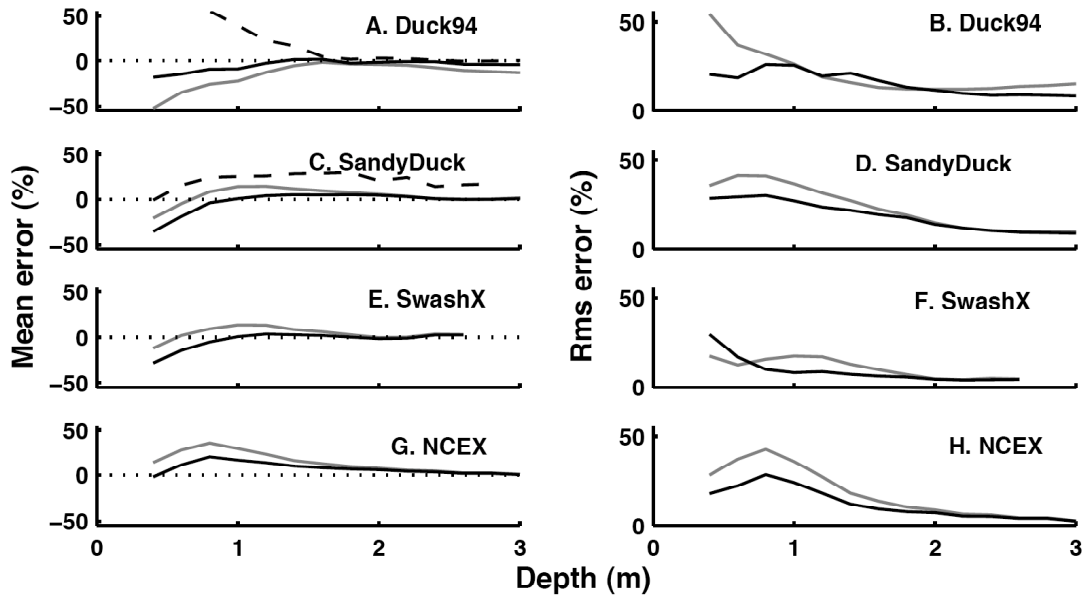 A. Duck94
50
0
−50
B. Duck94
50
0
C. SandyDuck
50
0
−50
D. SandyDuck
50
0
E. SwashX
50
0
−50
F. SwashX
50
0
G. NCEX
50
0
−50
H. NCEX
50
0
Mean error (%)
Rms error (%)
0 1 2 3
0 1 2 3
Depth (m)